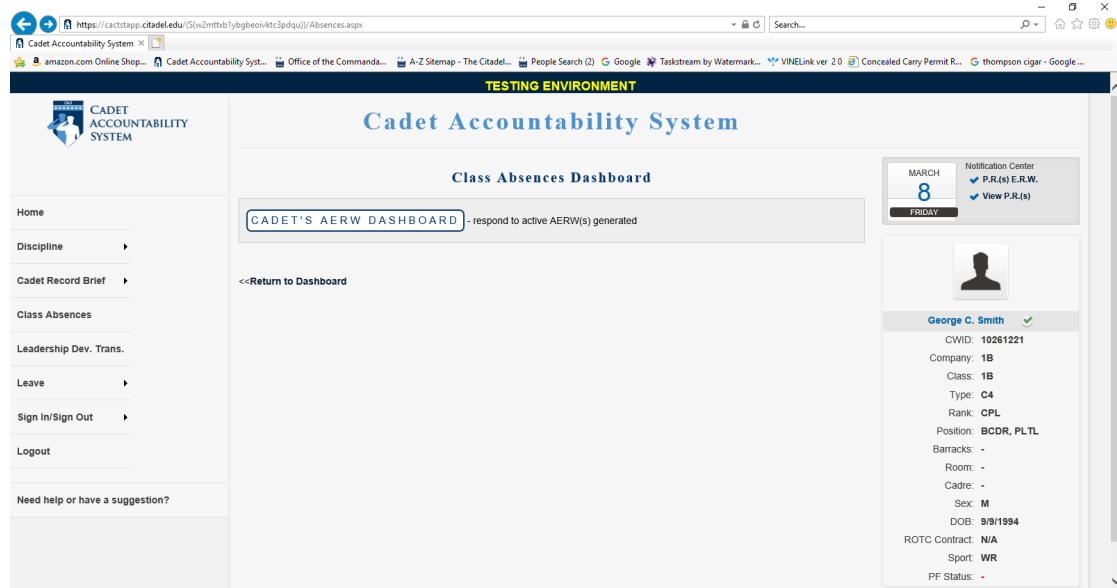 https://cactstapp.citadel.edu/(S(w2mttxb1ybgbeoivktc3pdqu))/Absences.aspx
Search...
Cadet Accountability System
amazon.com Online Shop... Cadet Accountability Syst... Office of the Commanda... A-Z Sitemap - The Citadel... People Search (2) Google Taskstream by Watermark... VINELink ver 2 0 Concealed Carry Permit R... thompson cigar - Google ...
TESTING ENVIRONMENT
CAS
CADET
ACCOUNTABILITY
SYSTEM
Cadet Accountability System
Home
Discipline
Cadet Record Brief
Class Absences
Leadership Dev. Trans.
Leave
Sign In/Sign Out
Logout
Need help or have a suggestion?
Class Absences Dashboard
CADET'S AERW DASHBOARD - respond to active AERW(s) generated
<<Return to Dashboard
MARCH
8
FRIDAY
Notification Center
P.R.(s) E.R.W.
View P.R.(s)
George C. Smith
CWID: 10261221
Company: 1B
Class: 1B
Type: C4
Rank: CPL
Position: BCDR, PLTL
Barracks: -
Room: -
Cadre: -
Sex: M
DOB: 9/9/1994
ROTC Contract: N/A
Sport: WR
PF Status: -